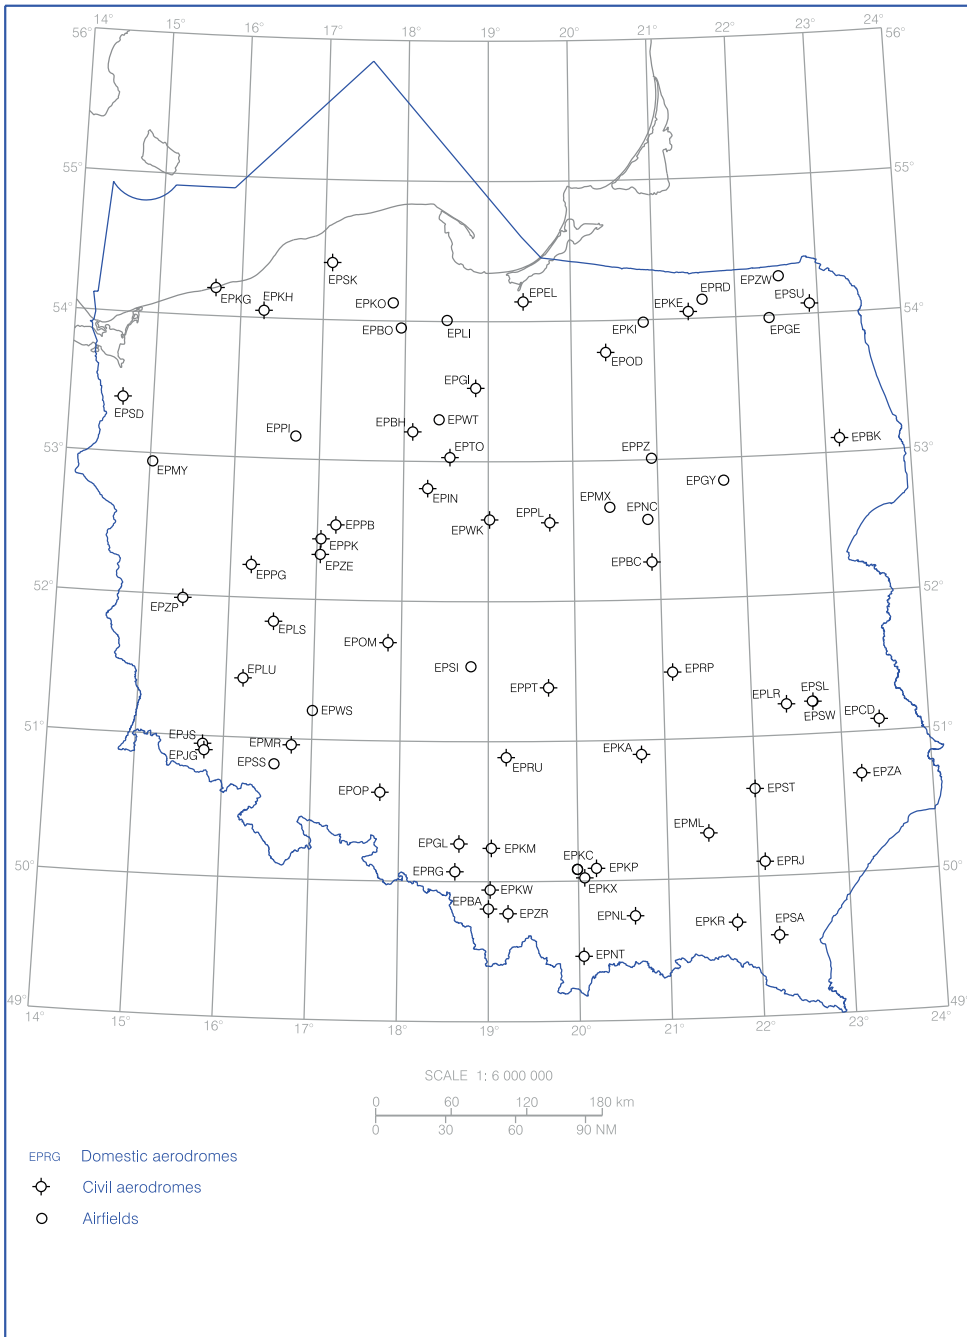 14°
15°
16°
17°
18°
19°
20°
21°
22°
23°
24°
56°
56°
55°
55°
EPSK
EPKG
EPKH
EPKO
EPEL
EPRD
EPZW
EPKE
EPSU
54°
54°
EPBO
EPLI
EPKI
EPGE
EPOD
EPGI
EPSD
EPBH
EPWT
EPPI
EPBK
53°
53°
EPMY
EPTO
EPPZ
EPGY
EPIN
EPMX
EPNC
EPPB
EPWK
EPPL
EPPK
EPZE
EPBC
EPPG
52°
52°
EPZP
EPLS
EPOM
EPSI
EPLU
EPRP
EPPT
EPLR
EPSL
EPSW
EPCD
EPWS
51°
51°
EPJS
EPJG
EPMR
EPSS
EPRU
EPKA
EPZA
EPOP
EPST
EPML
EPGL
EPKM
EPKC
EPKP
EPRJ
50°
50°
EPRG
EPKX
EPKW
EPBA
EPZR
EPNL
EPKR
EPSA
EPNT
49°
49°
14°
15°
16°
17°
18°
19°
20°
21°
22°
23°
24°
SCALE 1: 6 000 000
0 60 120 180 km
0 30 60 90 NM
EPRG Domestic aerodromes
Civil aerodromes
Airfields